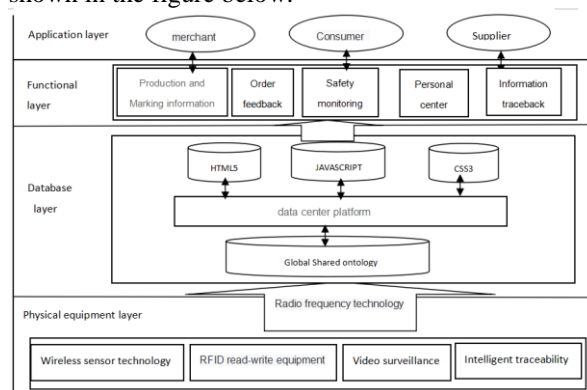 shown in the figure below.
Application layer
merchant
Consumer
Supplier
Functional
layer
Production and
Marking information
Order
feedback
Safety
monitoring
Personal
center
Information
traceback
Database
layer
HTML5
JAVASCRIPT
CSS3
data center platform
Global Shared ontology
Radio frequency technology
Physical equipment layer
Wireless sensor technology
RFID read-write equipment
Video surveillance
Intelligent traceability